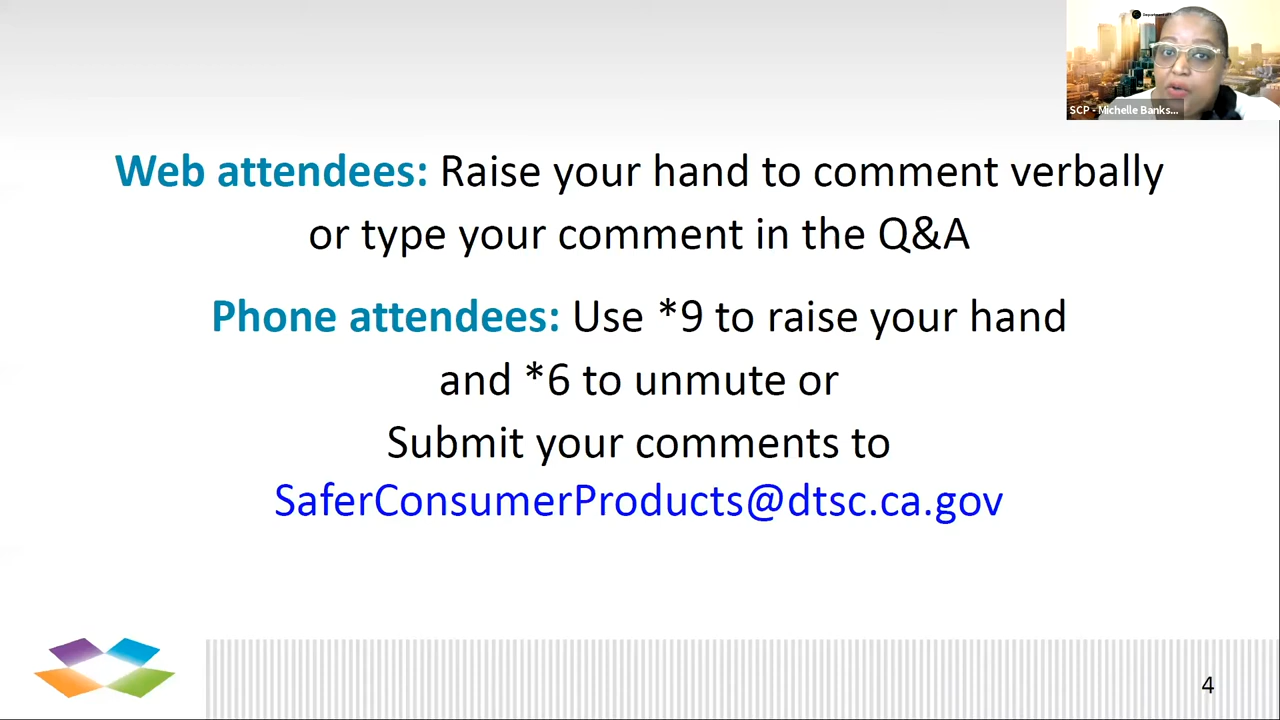 SCP - Michelle Banks...
Web attendees: Raise your hand to comment verbally
or type your comment in the Q&A
Phone attendees: Use *9 to raise your hand
and *6 to unmute or
Submit your comments to
SaferConsumerProducts@dtsc.ca.gov
4